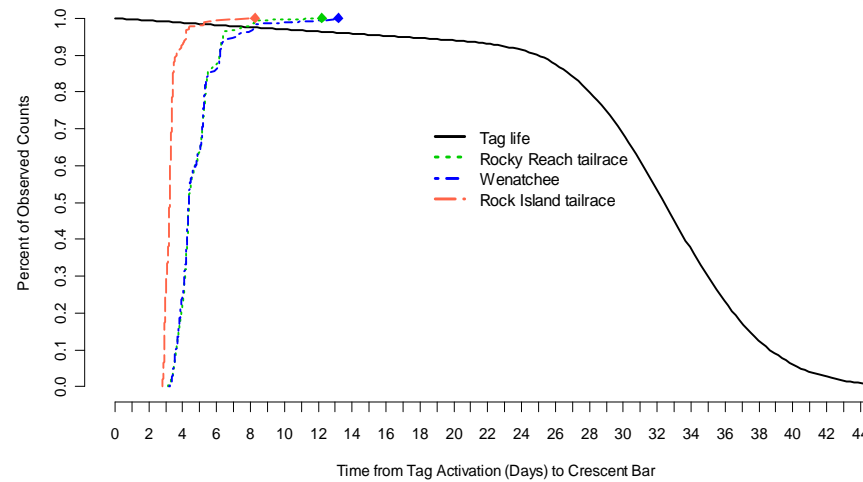 1.0
0.9
0.8
0.7
0.6
0.5
0.4
0.3
0.2
0.1
0.0
Percent of Observed Counts
Tag life
Rocky Reach tailrace
Wenatchee
Rock Island tailrace
0 2 4 6 8 10 12 14 16 18 20 22 24 26 28 30 32 34 36 38 40 42 44
Time from Tag Activation (Days) to Crescent Bar